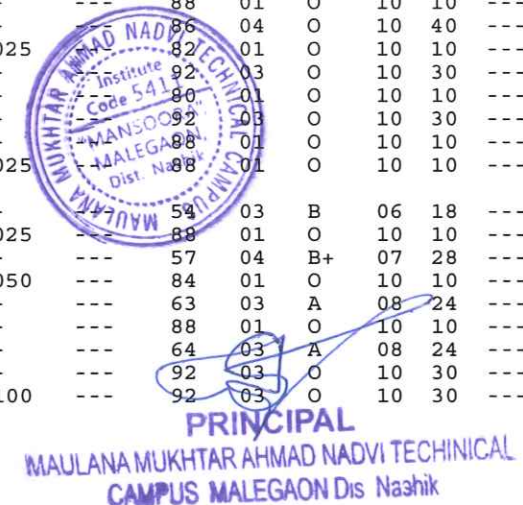 - --- 88 01 O 10 10 ---
- --- 86 04 O 10 40 ---
025 --- 82 01 O 10 10 ---
- --- 92 03 O 10 30 ---
- --- 80 01 O 10 10 ---
- --- 92 03 O 10 30 ---
- --- 88 01 O 10 10 ---
025 --- 88 01 O 10 10 ---
MAULANA MUKHTAR AHMAD NADVI TECHNICAL CAMPUS
Institute
Code 541
"MANSOORA",
MALEGAON,
Dist. Nashik
- --- 54 03 B 06 18 ---
025 --- 88 01 O 10 10 ---
- --- 57 04 B+ 07 28 ---
050 --- 84 01 O 10 10 ---
- --- 63 03 A 08 24 ---
- --- 88 01 O 10 10 ---
- --- 64 03 A 08 24 ---
- --- 92 03 O 10 30 ---
100 --- 92 03 O 10 30 ---
PRINCIPAL
MAULANA MUKHTAR AHMAD NADVI TECHINICAL
CAMPUS MALEGAON Dis Nashik